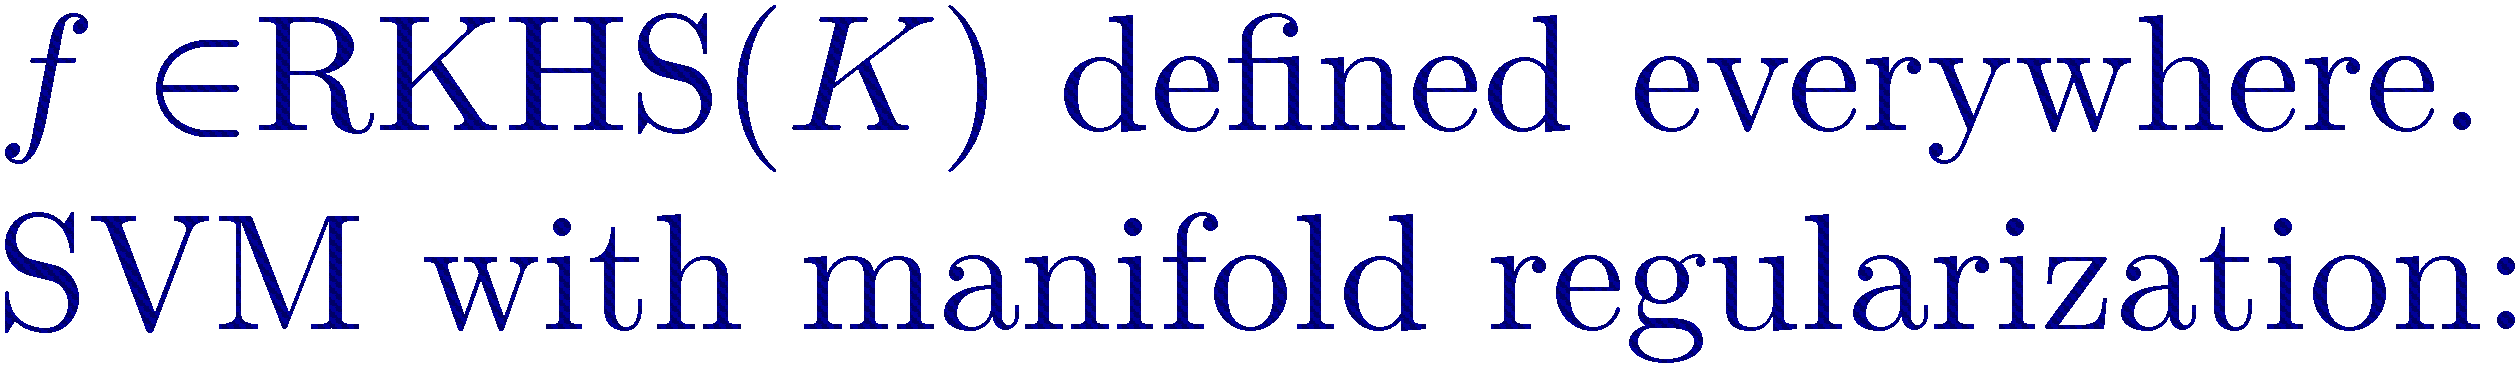 f ∈RKHS(K) defined everywhere.
SVM with manifold regularization: